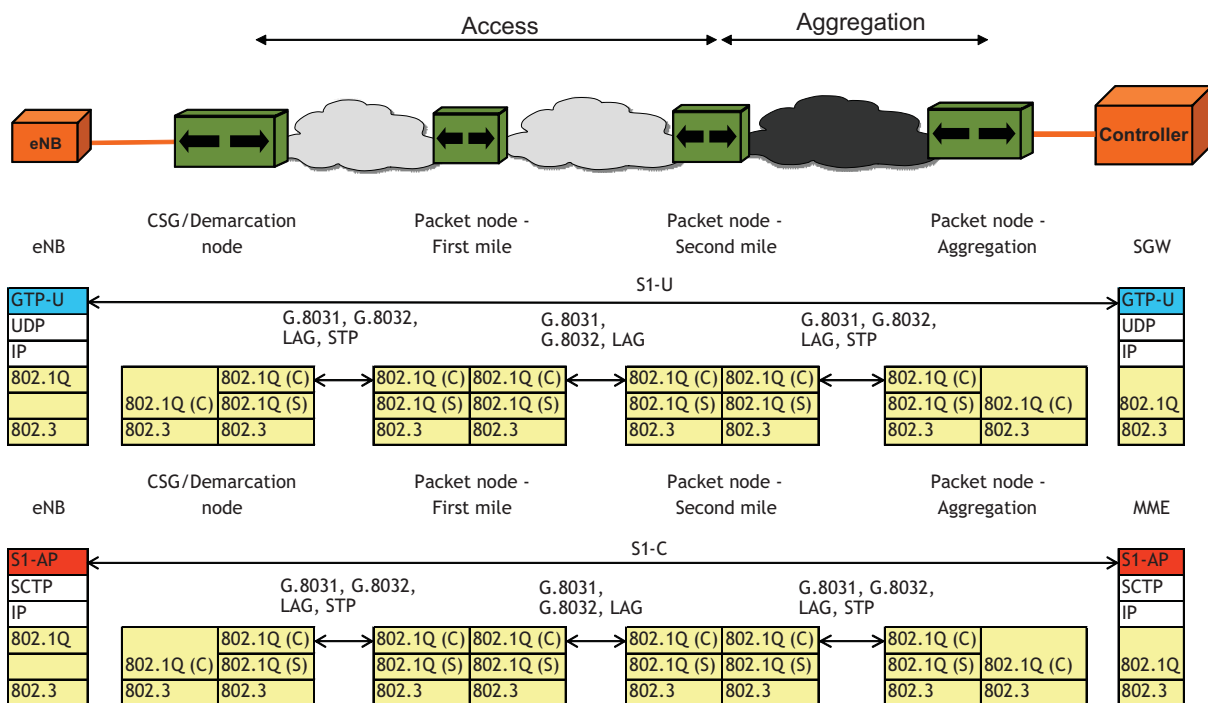 Access
Aggregation
eNB
Controller
CSG/Demarcation
node
Packet node -
First mile
Packet node -
Second mile
Packet node -
Aggregation
eNB
SGW
S1-U
GTP-U
UDP
IP
802.1Q
802.3
G.8031, G.8032,
LAG, STP
G.8031,
G.8032, LAG
G.8031, G.8032,
LAG, STP
802.1Q (C)
802.3
802.1Q (C)
802.1Q (S)
802.3
802.1Q (C) 802.1Q (C)
802.1Q (S) 802.1Q (S)
802.3 802.3
802.1Q (C) 802.1Q (C)
802.1Q (S) 802.1Q (S)
802.3 802.3
802.1Q (C)
802.1Q (S) 802.1Q (C)
802.3 802.3
GTP-U
UDP
IP
802.1Q
802.3
CSG/Demarcation
node
Packet node -
First mile
Packet node -
Second mile
Packet node -
Aggregation
eNB
MME
S1-C
S1-AP
SCTP
IP
802.1Q
802.3
G.8031, G.8032,
LAG, STP
G.8031,
G.8032, LAG
G.8031, G.8032,
LAG, STP
802.1Q (C)
802.3
802.1Q (C)
802.1Q (S)
802.3
802.1Q (C) 802.1Q (C)
802.1Q (S) 802.1Q (S)
802.3 802.3
802.1Q (C) 802.1Q (C)
802.1Q (S) 802.1Q (S)
802.3 802.3
802.1Q (C)
802.1Q (S) 802.1Q (C)
802.3 802.3
S1-AP
SCTP
IP
802.1Q
802.3